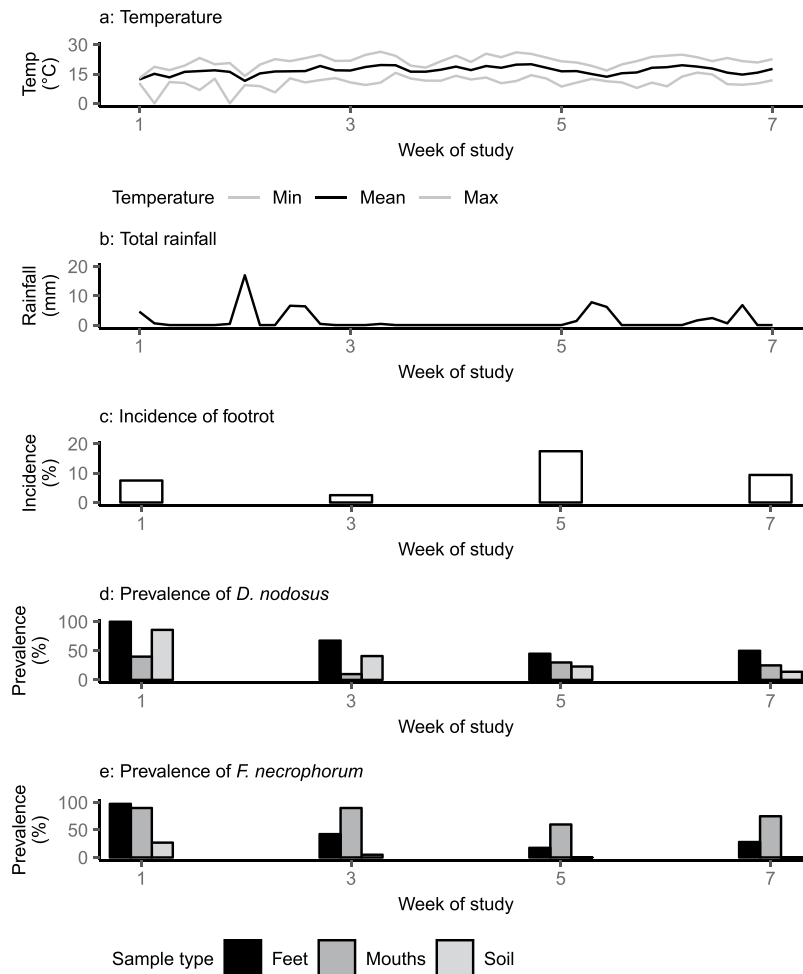 a: Temperature
Temp
(°C)
30
15
0
1 3 5 7
Week of study
Temperature Min Mean Max
b: Total rainfall
Rainfall
(mm)
20
10
0
1 3 5 7
Week of study
c: Incidence of footrot
Incidence
(%)
20
10
0
1 3 5 7
Week of study
d: Prevalence of D. nodosus
Prevalence
(%)
100
50
0
1 3 5 7
Week of study
e: Prevalence of F. necrophorum
Prevalence
(%)
100
50
0
1 3 5 7
Week of study
Sample type Feet Mouths Soil